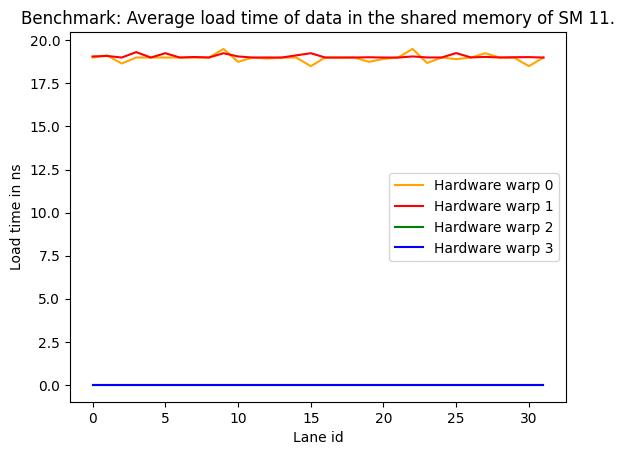 Benchmark: Average load time of data in the shared memory of SM 11.
20.0
17.5
15.0
12.5
10.0
7.5
5.0
2.5
0.0
Load time in ns
Hardware warp 0
Hardware warp 1
Hardware warp 2
Hardware warp 3
0 5 10 15 20 25 30
Lane id